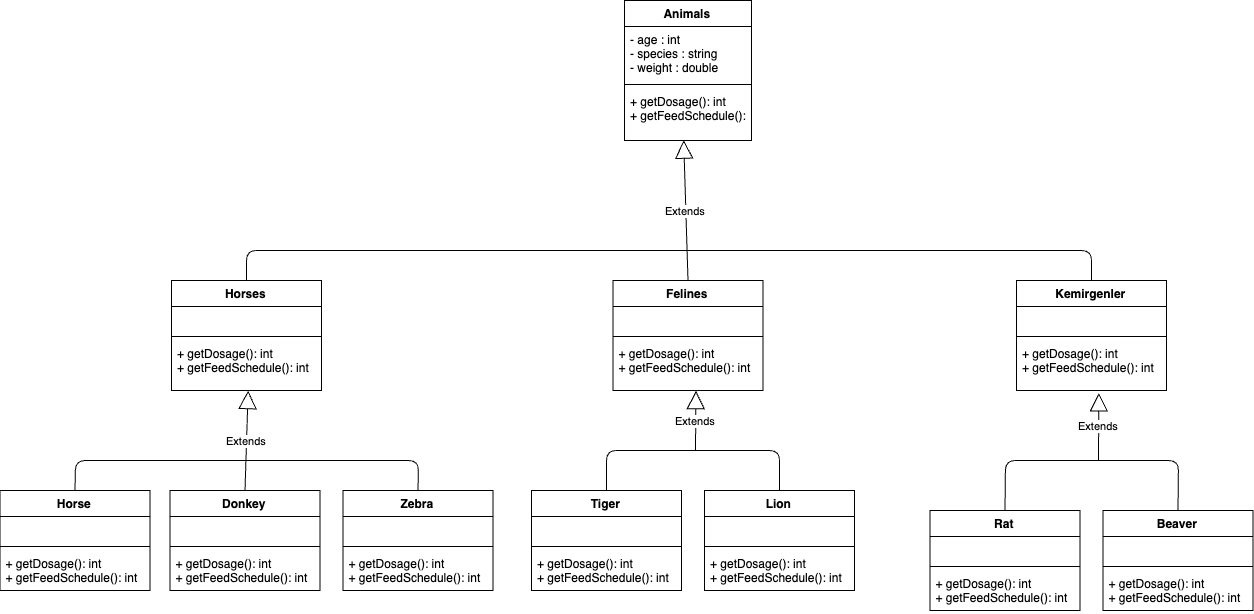 Animals
- age : int
- species : string
- weight : double
+ getDosage(): int
+ getFeedSchedule():
Extends
Horses
+ getDosage(): int
+ getFeedSchedule(): int
Felines
+ getDosage(): int
+ getFeedSchedule(): int
Kemirgenler
+ getDosage(): int
+ getFeedSchedule(): int
Extends
Extends
Extends
Horse
+ getDosage(): int
+ getFeedSchedule(): int
Donkey
+ getDosage(): int
+ getFeedSchedule(): int
Zebra
+ getDosage(): int
+ getFeedSchedule(): int
Tiger
+ getDosage(): int
+ getFeedSchedule(): int
Lion
+ getDosage(): int
+ getFeedSchedule(): int
Rat
+ getDosage(): int
+ getFeedSchedule(): int
Beaver
+ getDosage(): int
+ getFeedSchedule(): int